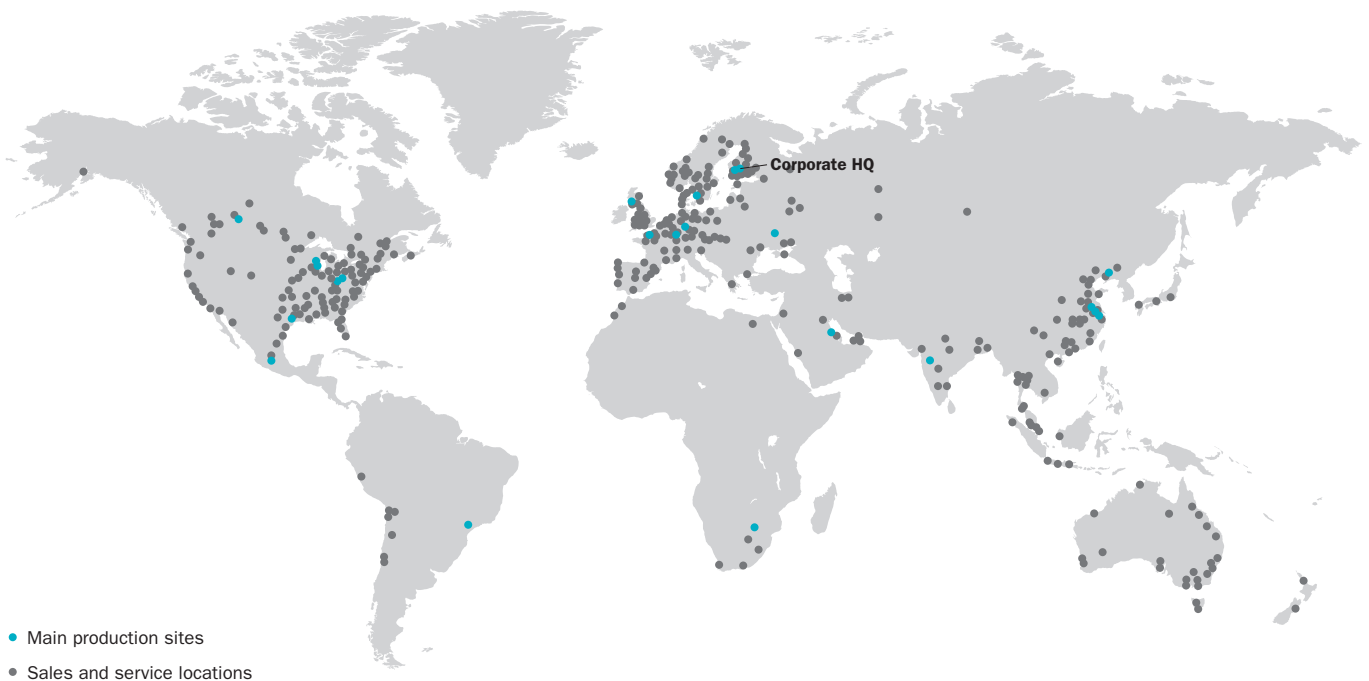 Corporate HQ
Main production sites
Sales and service locations